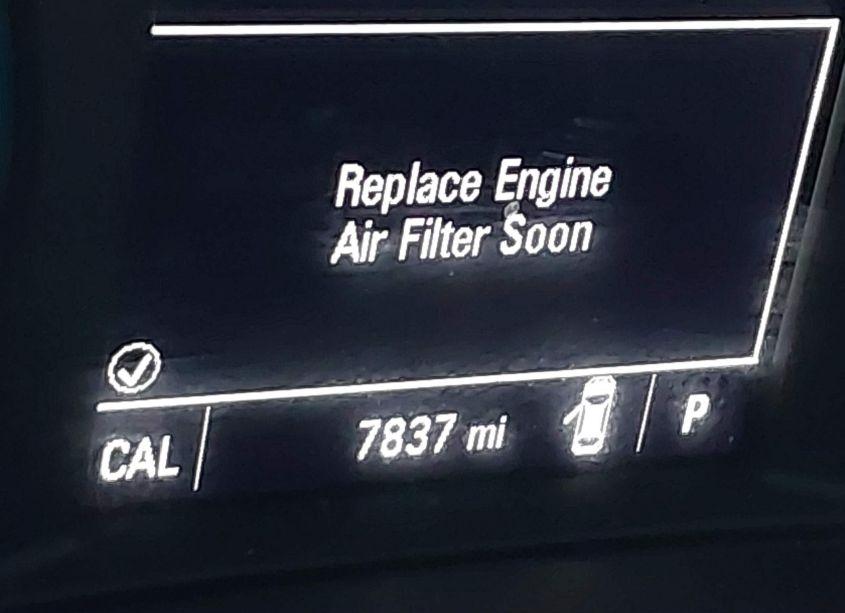 Replace Engine
Air Filter Soon
CAL 7837 mi P